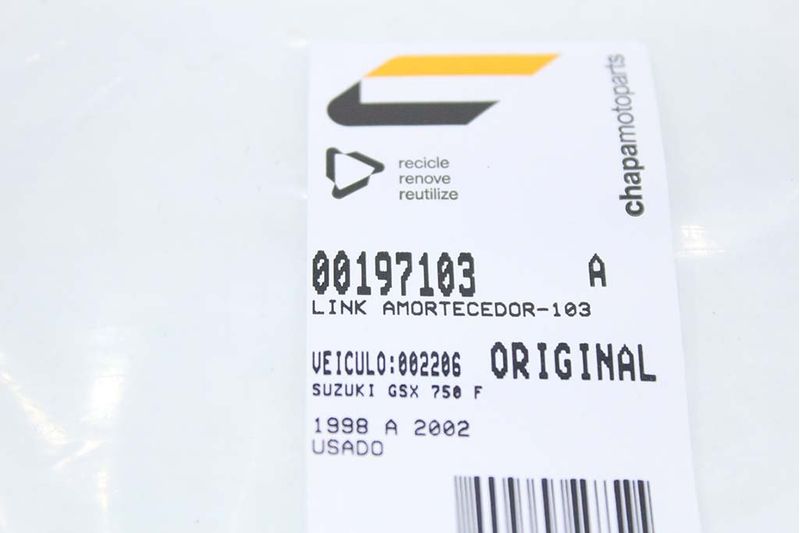 chapamotoparts
recicle
renove
reutilize
00197103 A
LINK AMORTECEDOR-103
VEICULO:002206 ORIGINAL
SUZUKI GSX 750 F
1998 A 2002
USADO